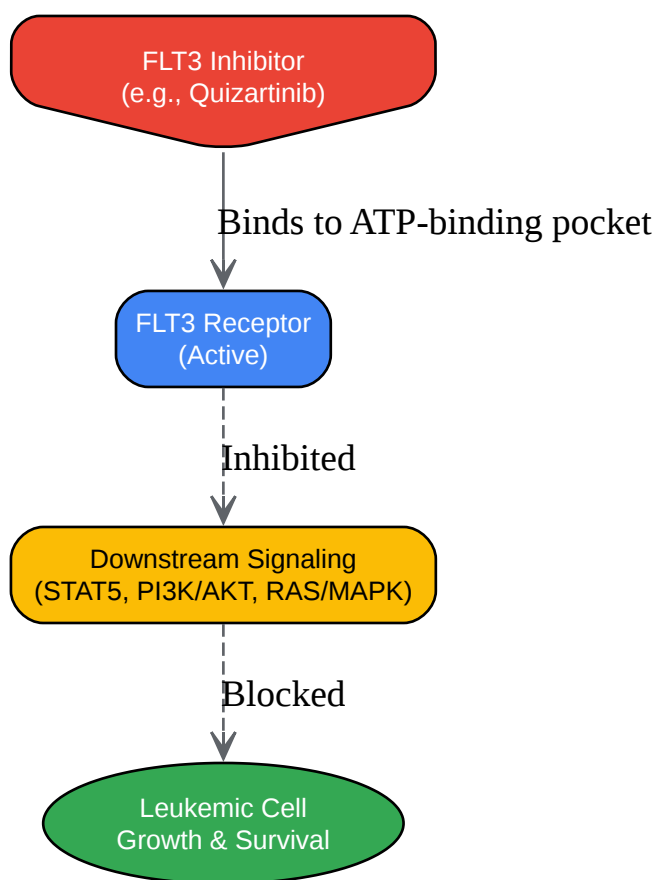 FLT3 Inhibitor
(e.g., Quizartinib)
Binds to ATP-binding pocket
FLT3 Receptor
(Active)
Inhibited
Downstream Signaling
(STAT5, PI3K/AKT, RAS/MAPK)
Blocked
Leukemic Cell
Growth & Survival